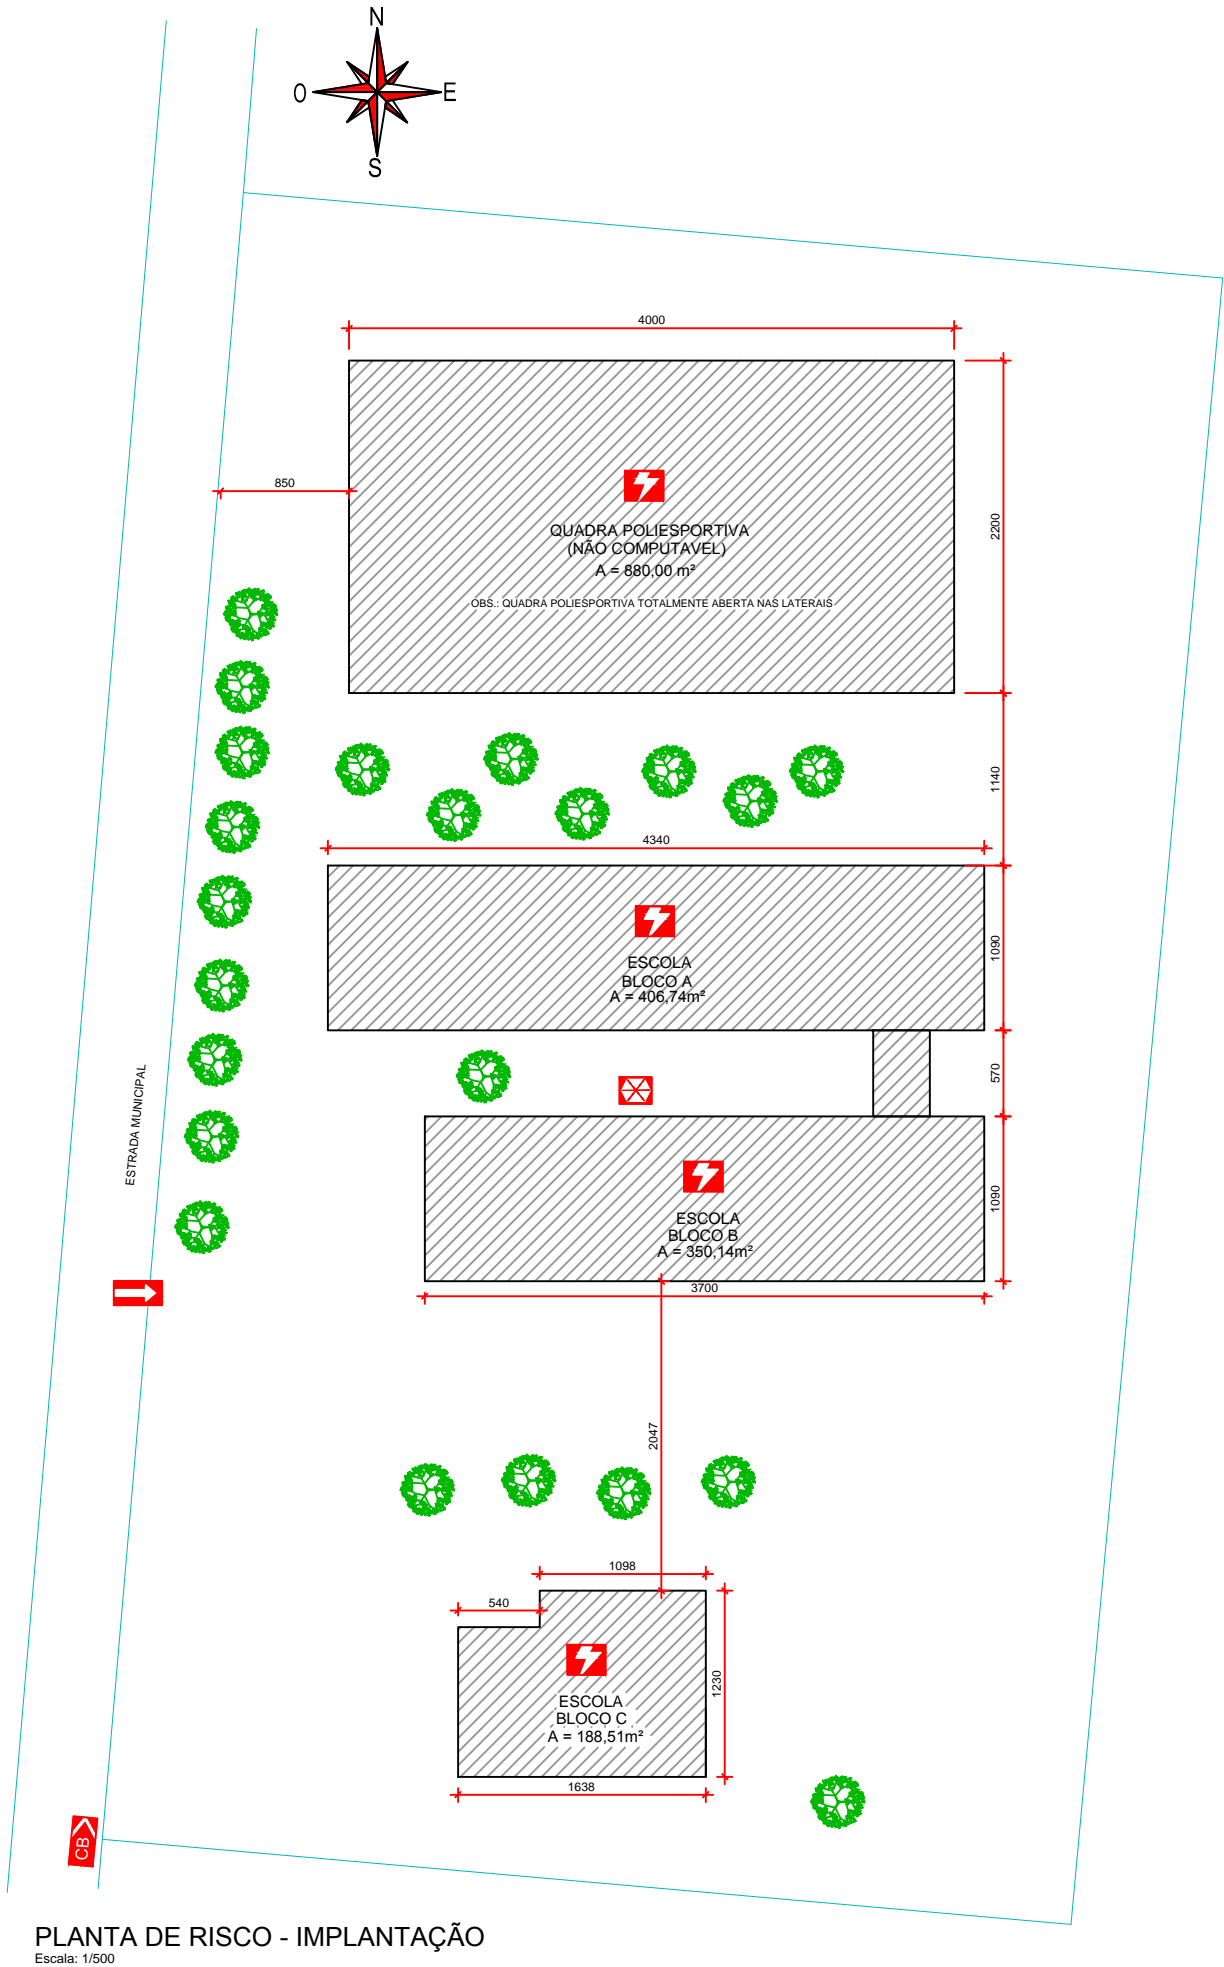 N
O
E
S
4000
850
2200
QUADRA POLIESPORTIVA
(NÃO COMPUTAVEL)
A = 880,00 m²
OBS.: QUADRA POLIESPORTIVA TOTALMENTE ABERTA NAS LATERAIS
1140
4340
ESCOLA
BLOCO A
A = 406,74m²
1090
570
ESTRADA MUNICIPAL
ESCOLA
BLOCO B
A = 350,14m²
1090
3700
2047
1098
540
ESCOLA
BLOCO C
A = 188,51m²
1230
1638
CB
PLANTA DE RISCO - IMPLANTAÇÃO
Escala: 1/500